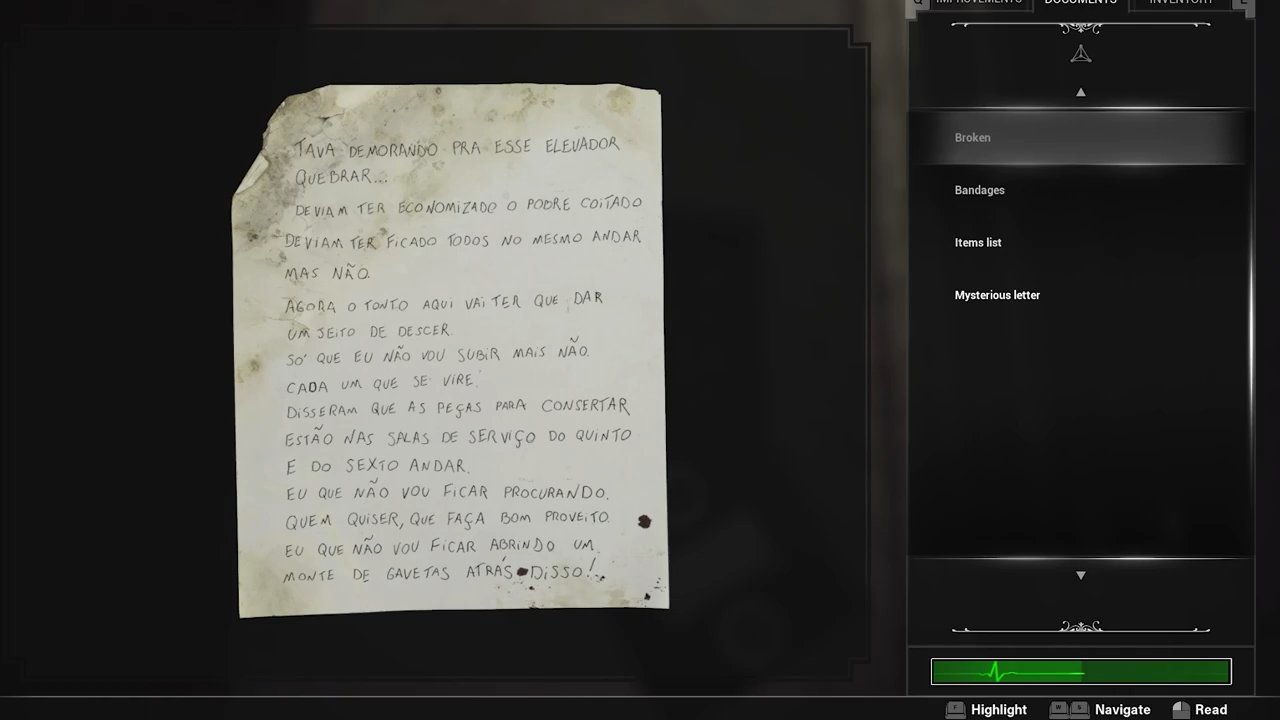 IMPROVEMENTS DOCUMENTS INVENTORY
TAVA DEMORANDO PRA ESSE ELEVADOR
QUEBRAR...
DEVIAM TER ECONOMIZADO O POBRE COITADO
DEVIAM TER FICADO TODOS NO MESMO ANDAR
MAS NÃO.
AGORA O TONTO AQUI VAI TER QUE DAR
UM JEITO DE DESCER.
SÓ QUE EU NÃO VOU SUBIR MAIS NÃO.
CADA UM QUE SE VIRE.
DISSERAM QUE AS PEÇAS PARA CONSERTAR
ESTÃO NAS SALAS DE SERVIÇO DO QUINTO
E DO SEXTO ANDAR.
EU QUE NÃO VOU FICAR PROCURANDO.
QUEM QUISER, QUE FAÇA BOM PROVEITO.
EU QUE NÃO VOU FICAR ABRINDO UM
MONTE DE GAVETAS ATRÁS DISSO!
Broken
Bandages
Items list
Mysterious letter
F Highlight W S Navigate Read